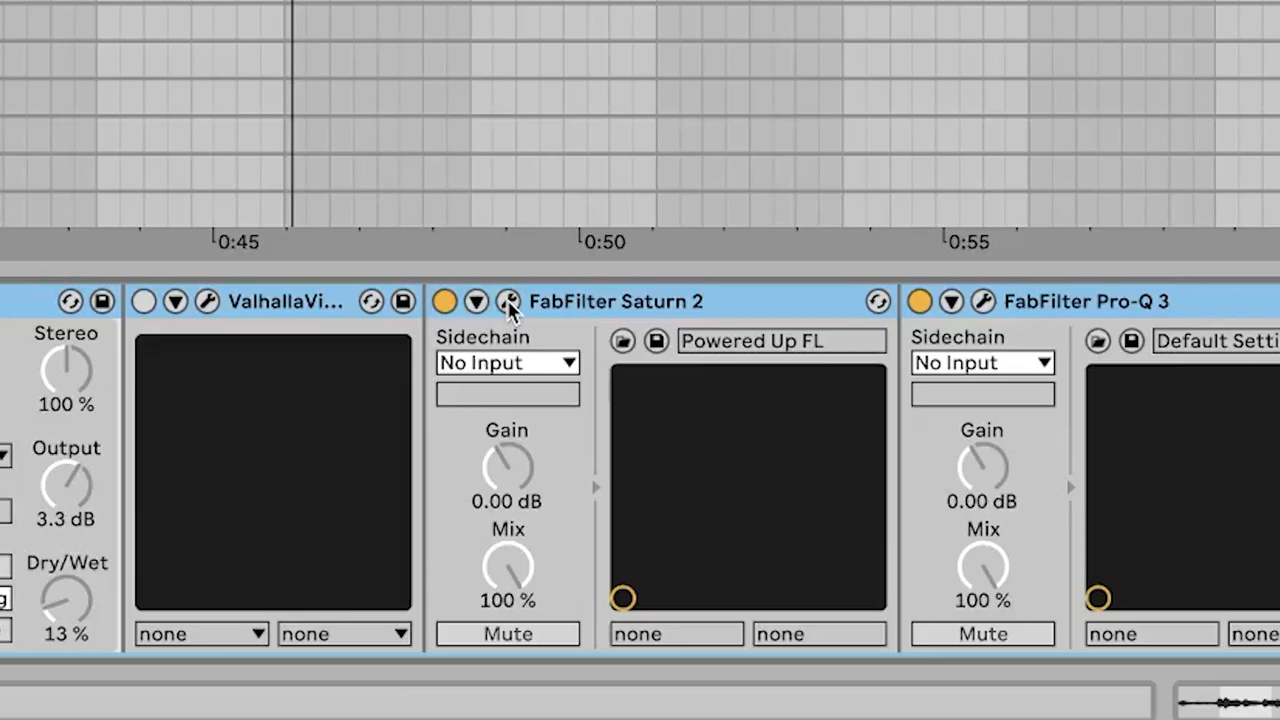 0:45 0:50 0:55
ValhallaVi... FabFilter Saturn 2 FabFilter Pro-Q 3
Stereo
100 %
Output
3.3 dB
Dry/Wet
13 %
none none
Sidechain
No Input
Gain
0.00 dB
Mix
100 %
Mute
Powered Up FL
none none
Sidechain
No Input
Gain
0.00 dB
Mix
100 %
Mute
Default Setti
none none